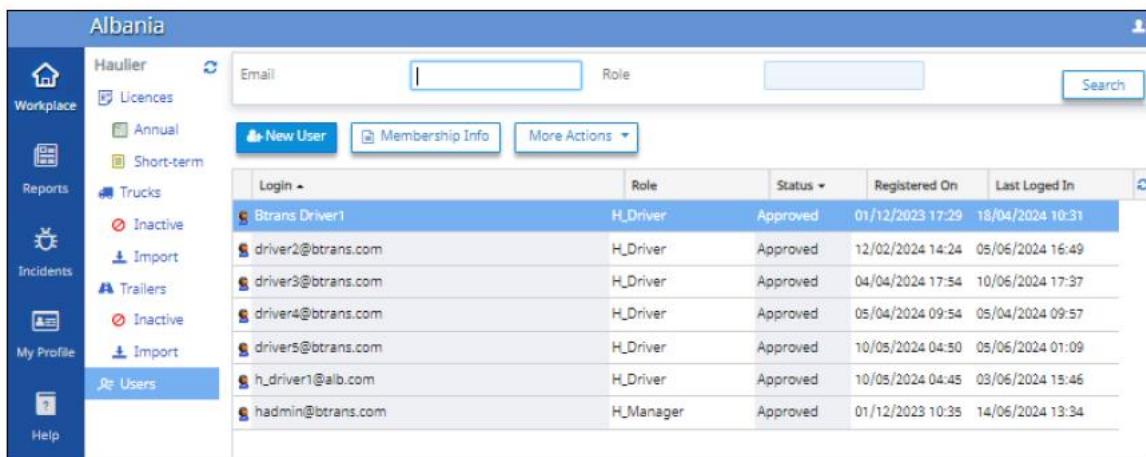 Albania
Workplace
Reports
Incidents
My Profile
Help
Haulier
Licences
Annual
Short-term
Trucks
Inactive
Import
Trailers
Inactive
Import
Users
Email Role Search
New User Membership Info More Actions
Login Role Status Registered On Last Loged In
Btrans Driver1 H_Driver Approved 01/12/2023 17:29 18/04/2024 10:31
driver2@btrans.com H_Driver Approved 12/02/2024 14:24 05/06/2024 16:49
driver3@btrans.com H_Driver Approved 04/04/2024 17:54 10/06/2024 17:37
driver4@btrans.com H_Driver Approved 05/04/2024 09:54 05/04/2024 09:57
driver5@btrans.com H_Driver Approved 10/05/2024 04:50 05/06/2024 01:09
h_driver1@alb.com H_Driver Approved 10/05/2024 04:45 03/06/2024 15:46
hadmin@btrans.com H_Manager Approved 01/12/2023 10:35 14/06/2024 13:34